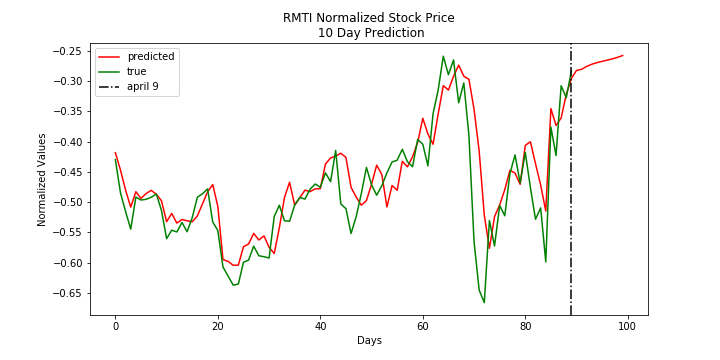 RMTI Normalized Stock Price
10 Day Prediction
predicted
true
april 9
Normalized Values
−0.25
−0.30
−0.35
−0.40
−0.45
−0.50
−0.55
−0.60
−0.65
0 20 40 60 80 100
Days